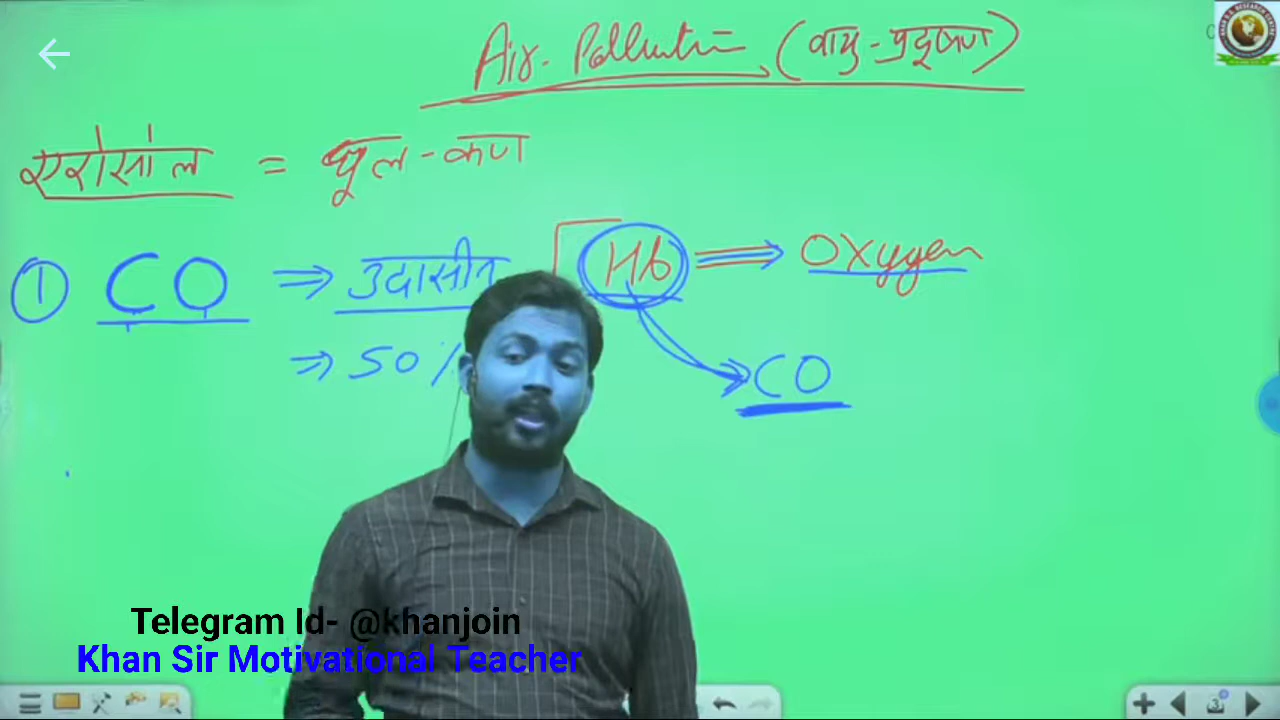 Air-Pollution (वायु-प्रदूषण)
एरोसॉल = धूल-कण
① CO ⇒ उदासीन Hb ⇒ Oxygen
⇒ 50% CO
Telegram Id- @khanjoin
Khan Sir Motivational Teacher
3